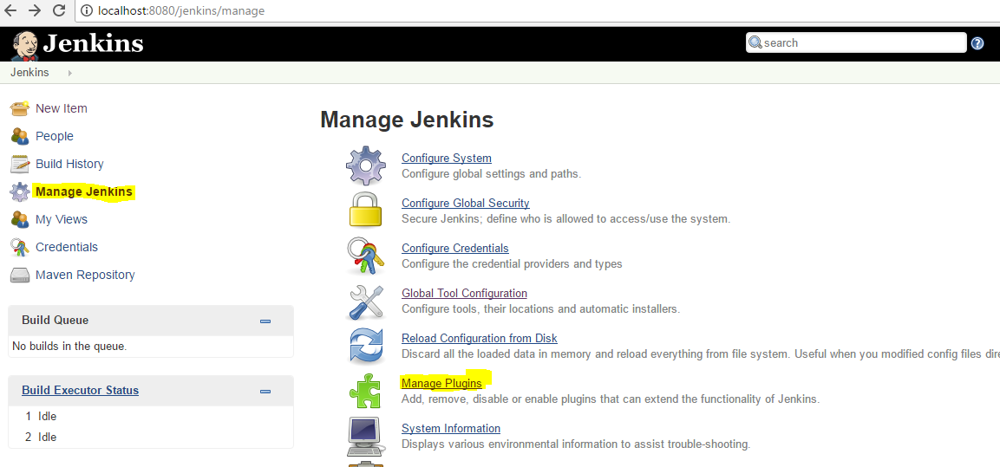 localhost:8080/jenkins/manage
Jenkins
search
Jenkins
New Item
People
Build History
Manage Jenkins
My Views
Credentials
Maven Repository
Build Queue
No builds in the queue.
Build Executor Status
1 Idle
2 Idle
Manage Jenkins
Configure System
Configure global settings and paths.
Configure Global Security
Secure Jenkins; define who is allowed to access/use the system.
Configure Credentials
Configure the credential providers and types
Global Tool Configuration
Configure tools, their locations and automatic installers.
Reload Configuration from Disk
Discard all the loaded data in memory and reload everything from file system. Useful when you modified config files dire
Manage Plugins
Add, remove, disable or enable plugins that can extend the functionality of Jenkins.
System Information
Displays various environmental information to assist trouble-shooting.